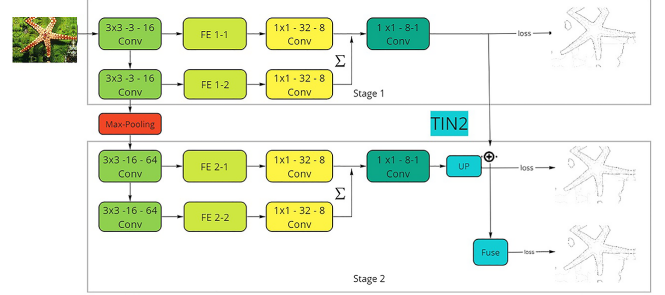 3x3 -3 - 16
Conv
FE 1-1
1x1 - 32 - 8
Conv
1 x1 - 8-1
Conv
loss
3x3 -3 - 16
Conv
FE 1-2
1x1 - 32 - 8
Conv
Σ
Stage 1
Max-Pooling
TIN2
3x3 -16 - 64
Conv
FE 2-1
1x1 - 32 - 8
Conv
1 x1 - 8-1
Conv
UP
loss
3x3 -16 - 64
Conv
FE 2-2
1x1 - 32 - 8
Conv
Σ
Fuse
loss
Stage 2